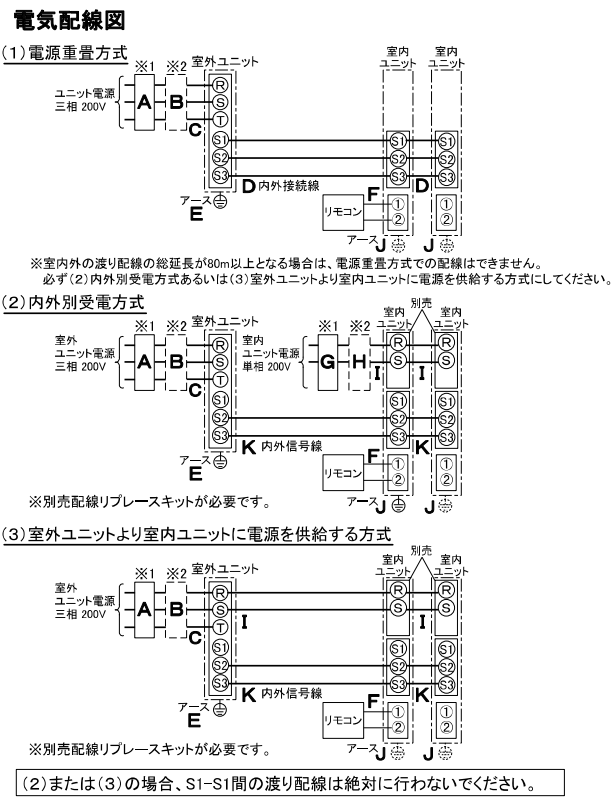 電気配線図
(1)電源重畳方式
※1 ※2 室外ユニット 室内ユニット 室内ユニット
ユニット電源
三相 200V
A B C
R
S
T
S1 S1 S1
S2 S2 S2
S3 S3 S3
D 内外接続線 F D
アース E
リモコン ① ①
② ②
アース J J
※室内外の渡り配線の総延長が80m以上となる場合は、電源重畳方式での配線はできません。
必ず(2)内外別受電方式あるいは(3)室外ユニットより室内ユニットに電源を供給する方式にしてください。
(2)内外別受電方式
別売
※1 ※2 室外ユニット ※1 ※2 室内ユニット 室内ユニット
室外
ユニット電源
三相 200V
A B C
室内
ユニット電源
単相 200V
G H I I
R R R
S S S
T
S1 S1 S1
S2 S2 S2
S3 S3 S3
K 内外信号線 F K
アース E
リモコン ① ①
② ②
アース J J
※別売配線リプレースキットが必要です。
(3)室外ユニットより室内ユニットに電源を供給する方式
別売
※1 ※2 室外ユニット 室内ユニット 室内ユニット
室外
ユニット電源
三相 200V
A B C
R R R
S I S I S
T
S1 S1 S1
S2 S2 S2
S3 S3 S3
K 内外信号線 F K
アース E
リモコン ① ①
② ②
アース J J
※別売配線リプレースキットが必要です。
(2)または(3)の場合、S1-S1間の渡り配線は絶対に行わないでください。